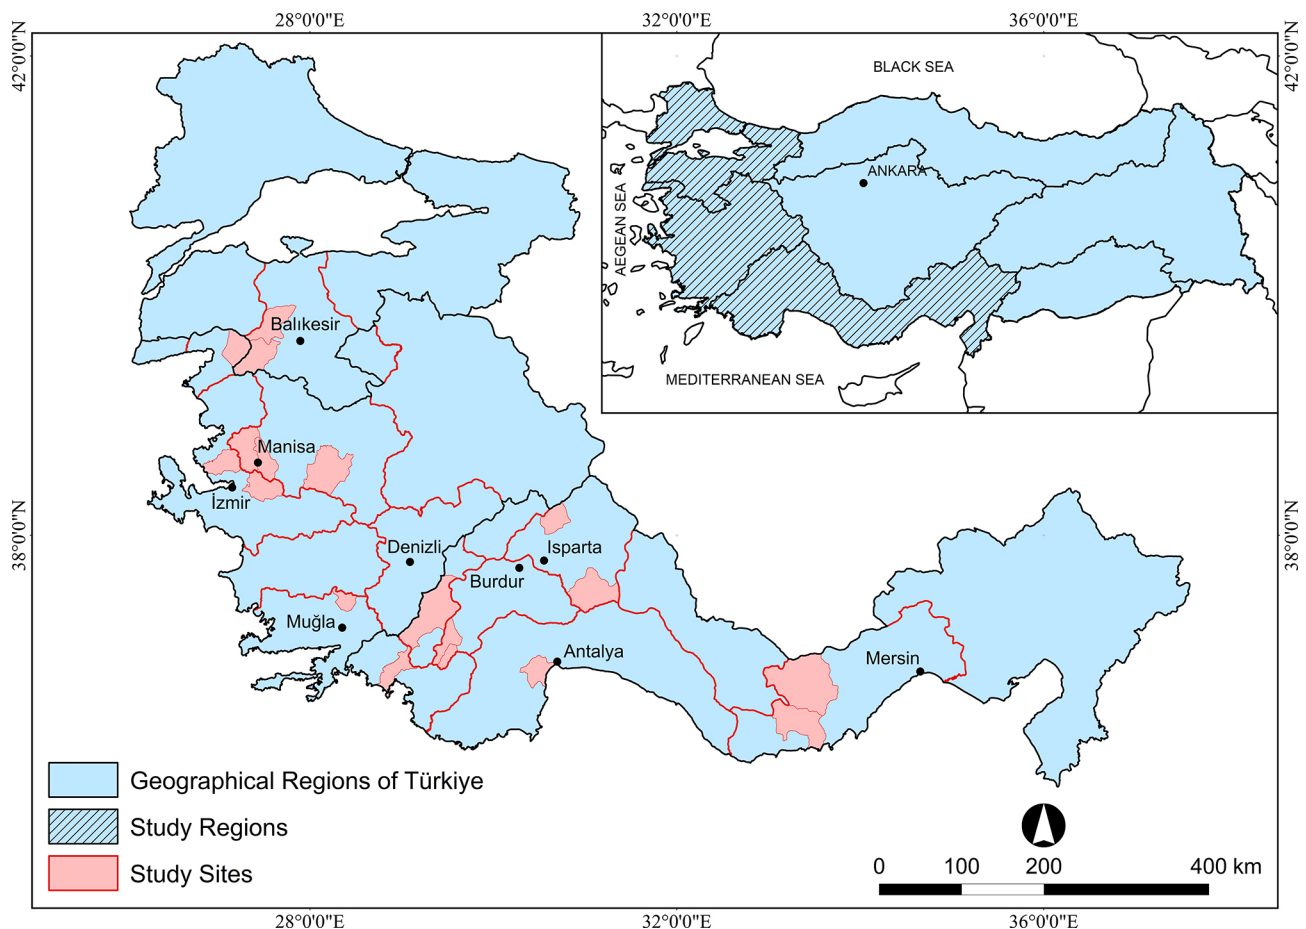 28°0'0"E
32°0'0"E
36°0'0"E
42°0'0"N
42°0'0"N
BLACK SEA
ANKARA
AEGEAN SEA
MEDITERRANEAN SEA
Balıkesir
Manisa
İzmir
38°0'0"N
38°0'0"N
Denizli
Isparta
Burdur
Muğla
Antalya
Mersin
Geographical Regions of Türkiye
Study Regions
Study Sites
0 100 200 400 km
28°0'0"E
32°0'0"E
36°0'0"E